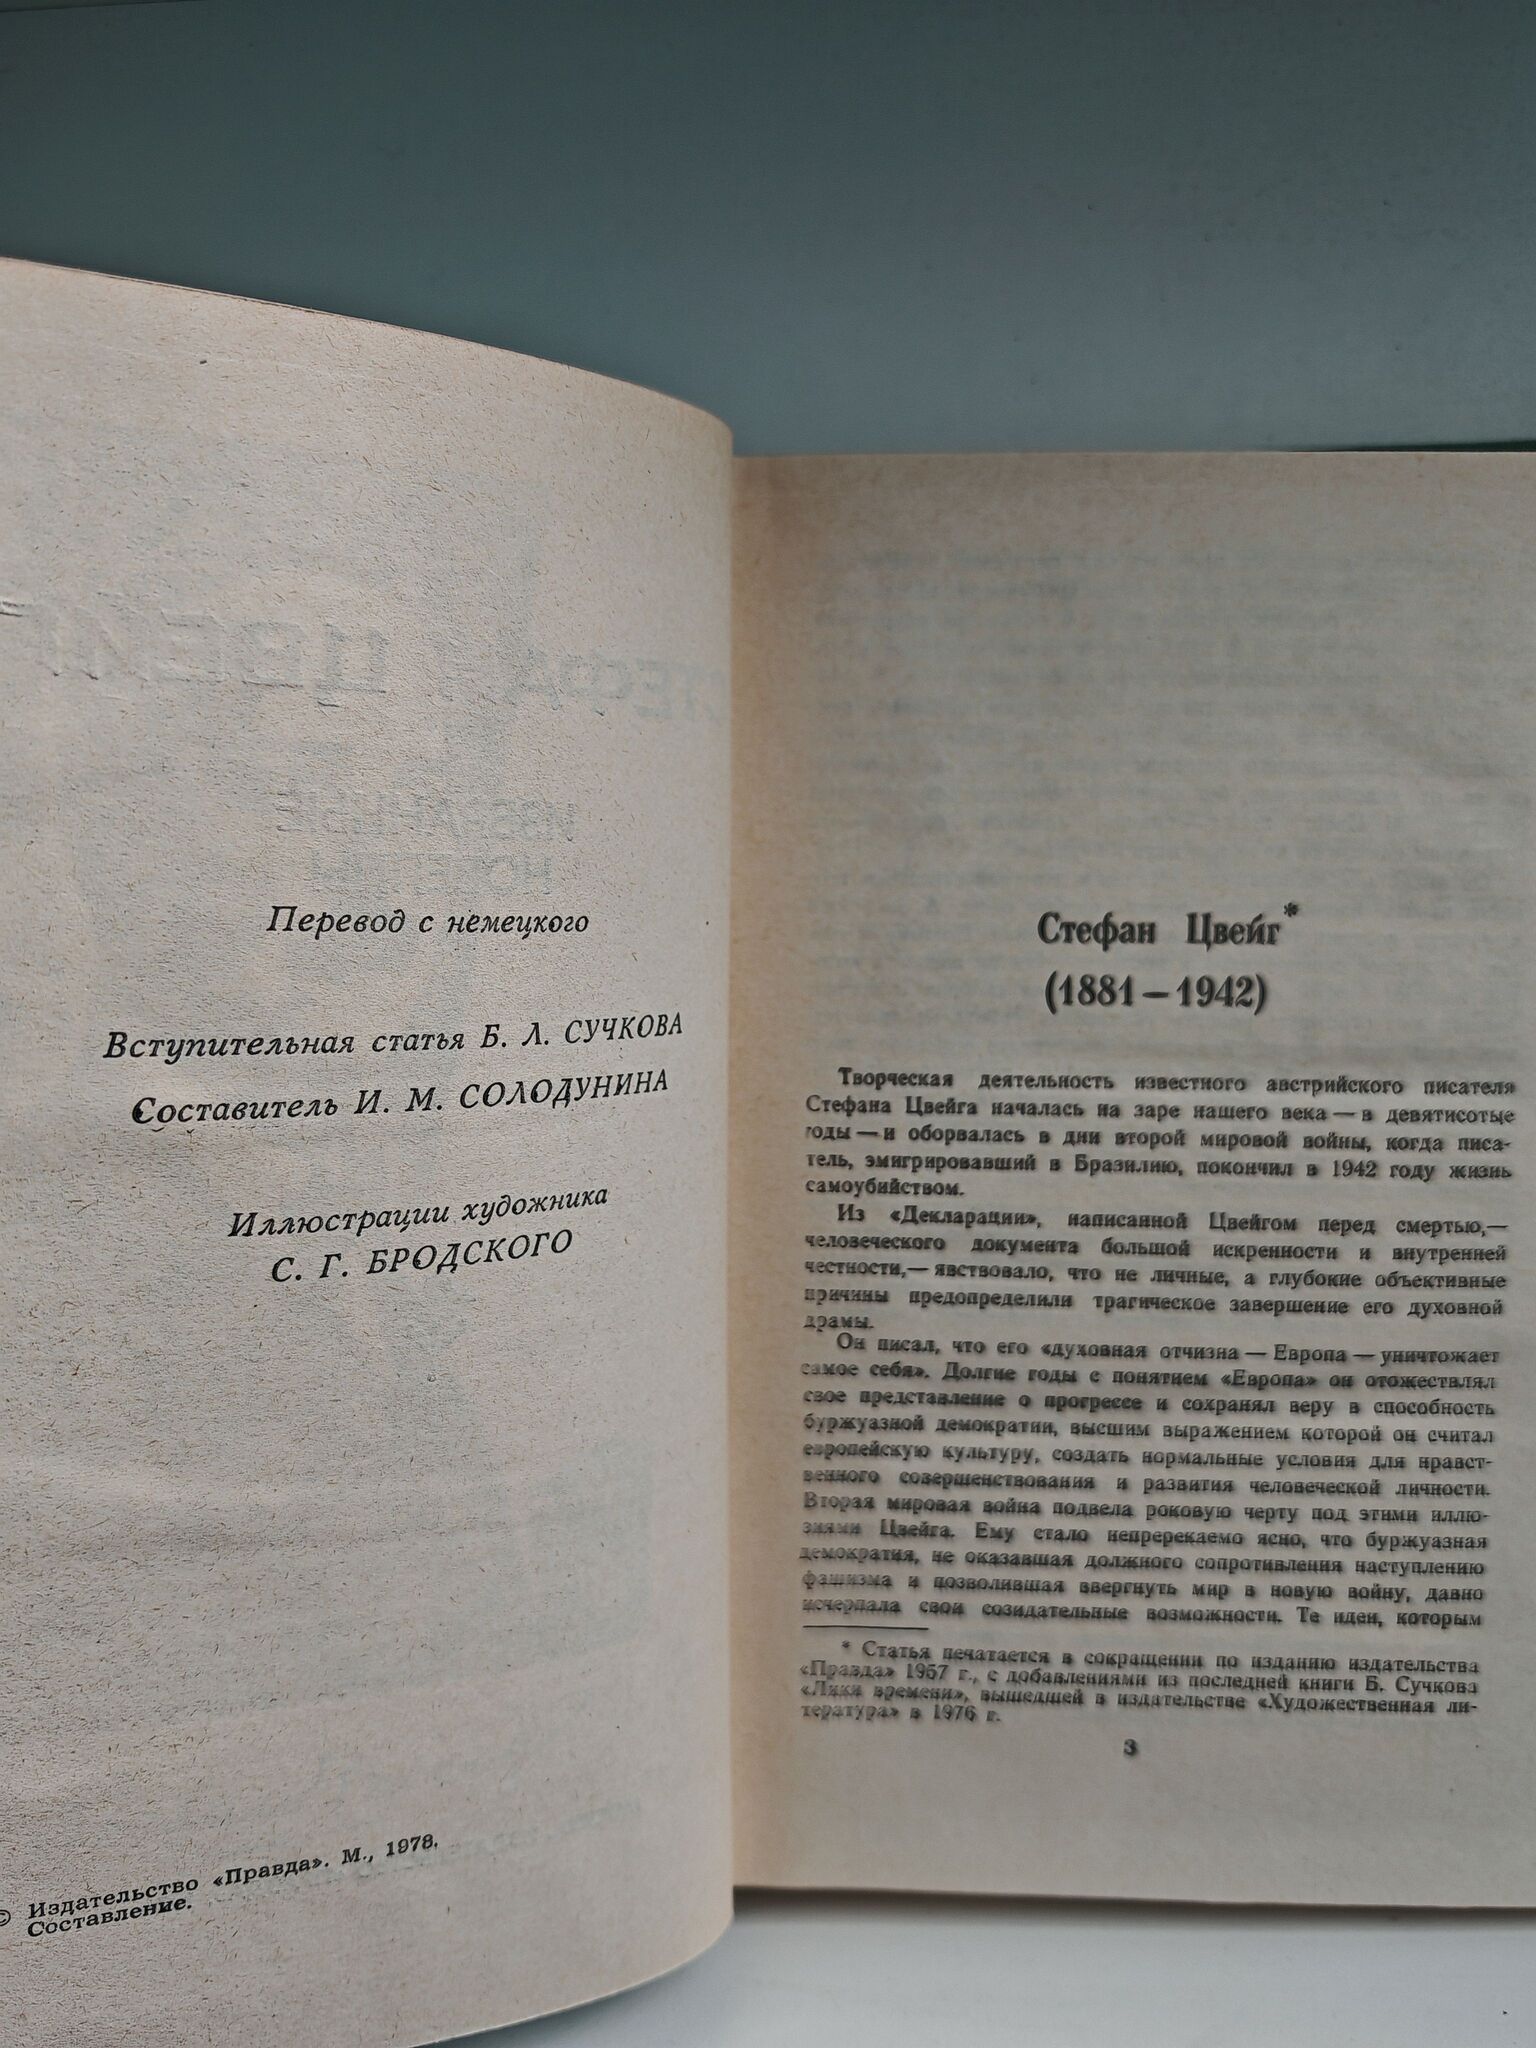 Перевод с немецкого
Вступительная статья Б. Л. СУЧКОВА
Составитель И. М. СОЛОДУНИНА
Иллюстрации художника
С. Г. БРОДСКОГО
© Издательство «Правда». М., 1978.
Составление.
Стефан Цвейг*
(1881—1942)
Творческая деятельность известного австрийского писателя
Стефана Цвейга началась на заре нашего века — в девятисотые
годы — и оборвалась в дни второй мировой войны, когда писа-
тель, эмигрировавший в Бразилию, покончил в 1942 году жизнь
самоубийством.
Из «Декларации», написанной Цвейгом перед смертью,—
человеческого документа большой искренности и внутренней
честности,— явствовало, что не личные, а глубокие объективные
причины предопределили трагическое завершение его духовной
драмы.
Он писал, что его «духовная отчизна — Европа — уничтожает
самое себя». Долгие годы с понятием «Европа» он отожествлял
свое представление о прогрессе и сохранял веру в способность
буржуазной демократии, высшим выражением которой он считал
европейскую культуру, создать нормальные условия для нравст-
венного совершенствования и развития человеческой личности.
Вторая мировая война подвела роковую черту под этими иллю-
зиями Цвейга. Ему стало непререкаемо ясно, что буржуазная
демократия, не оказавшая должного сопротивления наступлению
фашизма и позволившая ввергнуть мир в новую войну, давно
исчерпала свои созидательные возможности. Те идеи, которым
* Статья печатается в сокращении по изданию издательства
«Правда» 1957 г., с добавлениями из последней книги Б. Сучкова
«Лики времени», вышедшей в издательстве «Художественная ли-
тература» в 1976 г.
3